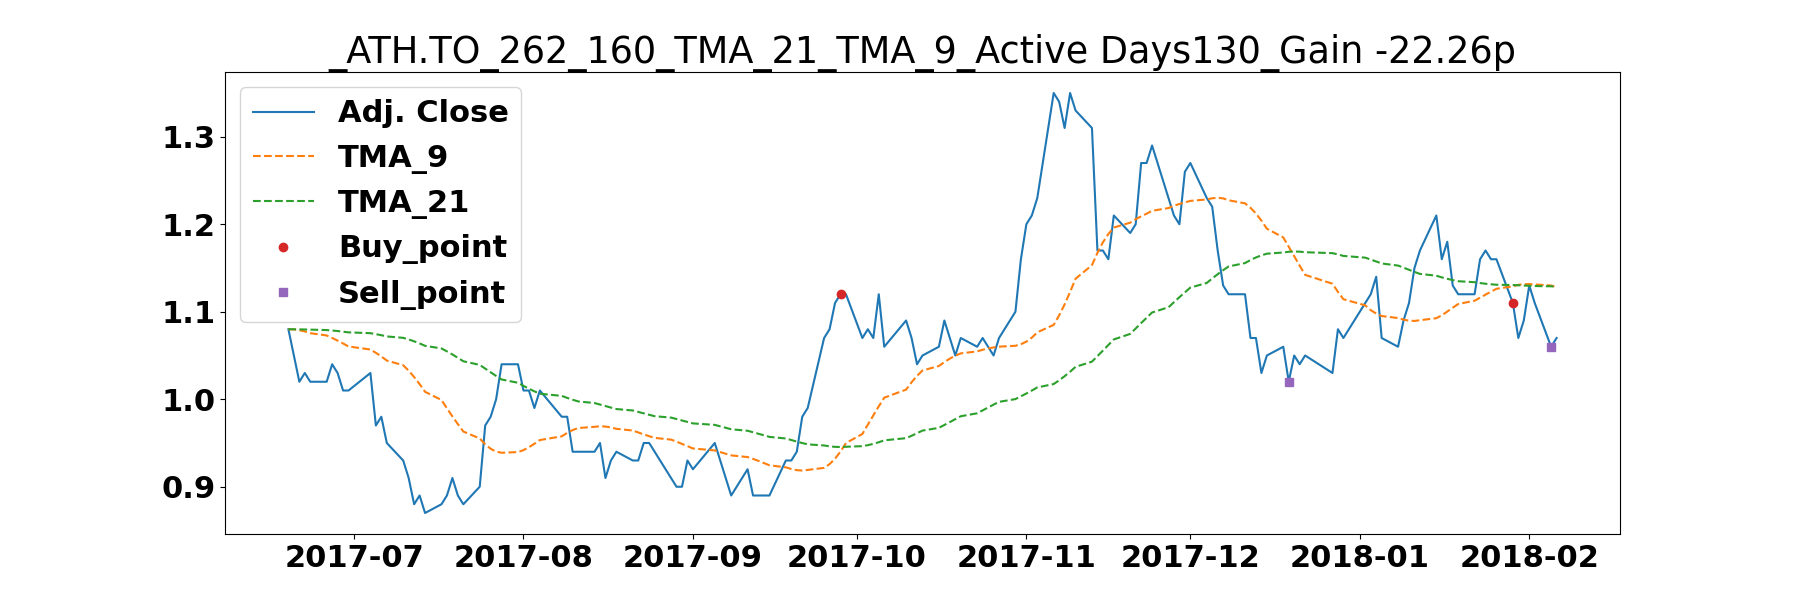 _ATH.TO_262_160_TMA_21_TMA_9_Active Days130_Gain -22.26p
Adj. Close
TMA_9
TMA_21
Buy_point
Sell_point
1.3
1.2
1.1
1.0
0.9
2017-07 2017-08 2017-09 2017-10 2017-11 2017-12 2018-01 2018-02